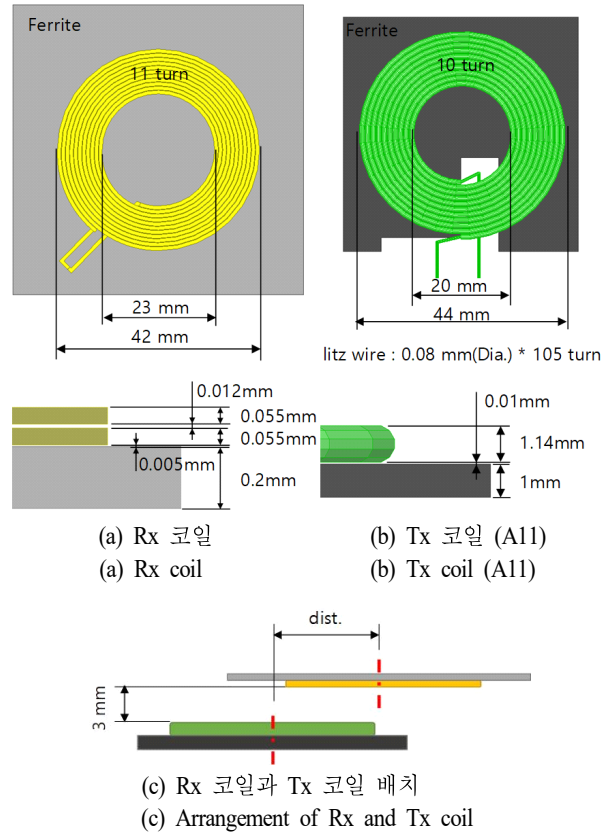 Ferrite
11 turn
23 mm
42 mm
Ferrite
10 turn
20 mm
44 mm
litz wire : 0.08 mm(Dia.) * 105 turn
0.012mm
0.055mm
0.055mm
0.005mm
0.2mm
0.01mm
1.14mm
1mm
(a) Rx 코일
(a) Rx coil
(b) Tx 코일 (A11)
(b) Tx coil (A11)
dist.
3 mm
(c) Rx 코일과 Tx 코일 배치
(c) Arrangement of Rx and Tx coil